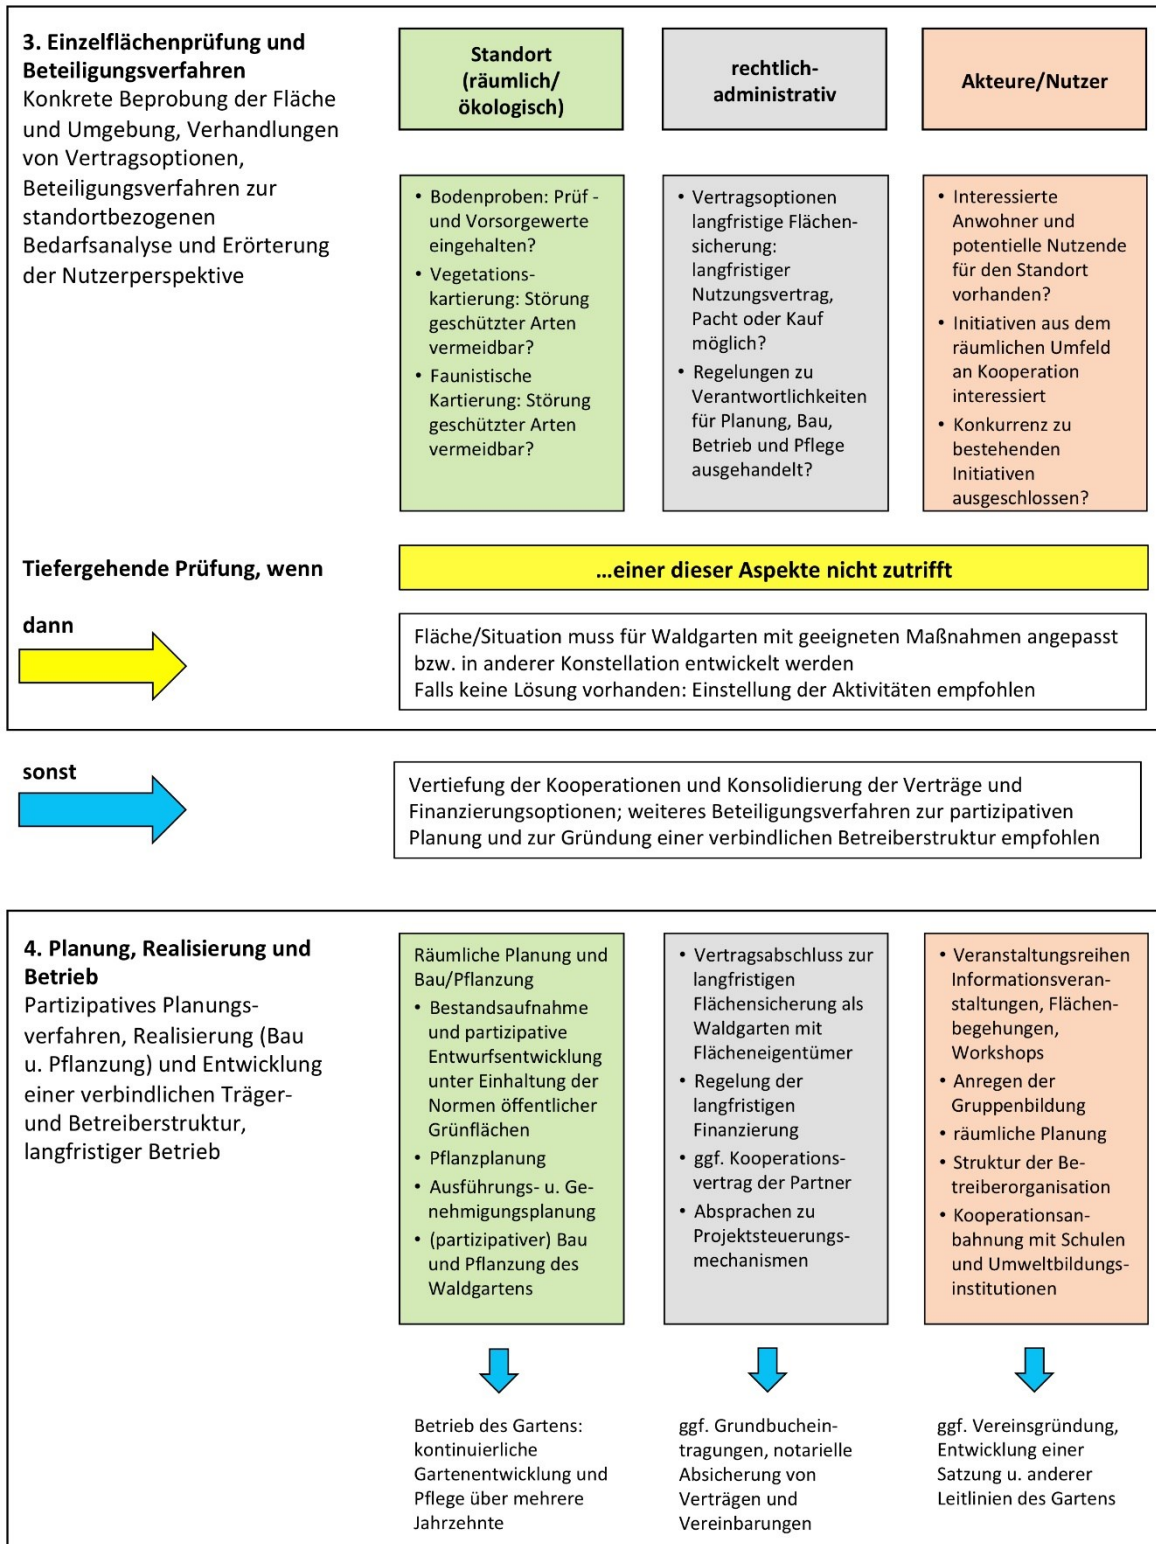 3. Einzelflächenprüfung und
Beteiligungsverfahren
Konkrete Beprobung der Fläche
und Umgebung, Verhandlungen
von Vertragsoptionen,
Beteiligungsverfahren zur
standortbezogenen
Bedarfsanalyse und Erörterung
der Nutzerperspektive
Standort
(räumlich/
ökologisch)
rechtlich-
administrativ
Akteure/Nutzer
• Bodenproben: Prüf -
und Vorsorgewerte
eingehalten?
• Vegetations-
kartierung: Störung
geschützter Arten
vermeidbar?
• Faunistische
Kartierung: Störung
geschützter Arten
vermeidbar?
• Vertragsoptionen
langfristige Flächen-
sicherung:
langfristiger
Nutzungsvertrag,
Pacht oder Kauf
möglich?
• Regelungen zu
Verantwortlichkeiten
für Planung, Bau,
Betrieb und Pflege
ausgehandelt?
• Interessierte
Anwohner und
potentielle Nutzende
für den Standort
vorhanden?
• Initiativen aus dem
räumlichen Umfeld
an Kooperation
interessiert
• Konkurrenz zu
bestehenden
Initiativen
ausgeschlossen?
Tiefergehende Prüfung, wenn
...einer dieser Aspekte nicht zutrifft
dann
Fläche/Situation muss für Waldgarten mit geeigneten Maßnahmen angepasst
bzw. in anderer Konstellation entwickelt werden
Falls keine Lösung vorhanden: Einstellung der Aktivitäten empfohlen
sonst
Vertiefung der Kooperationen und Konsolidierung der Verträge und
Finanzierungsoptionen; weiteres Beteiligungsverfahren zur partizipativen
Planung und zur Gründung einer verbindlichen Betreiberstruktur empfohlen
4. Planung, Realisierung und
Betrieb
Partizipatives Planungs-
verfahren, Realisierung (Bau
u. Pflanzung) und Entwicklung
einer verbindlichen Träger-
und Betreiberstruktur,
langfristiger Betrieb
Räumliche Planung und
Bau/Pflanzung
• Bestandsaufnahme
und partizipative
Entwurfsentwicklung
unter Einhaltung der
Normen öffentlicher
Grünflächen
• Pflanzplanung
• Ausführungs- u. Ge-
nehmigungsplanung
• (partizipativer) Bau
und Pflanzung des
Waldgartens
• Vertragsabschluss zur
langfristigen
Flächensicherung als
Waldgarten mit
Flächeneigentümer
• Regelung der
langfristigen
Finanzierung
• ggf. Kooperations-
vertrag der Partner
• Absprachen zu
Projektsteuerungs-
mechanismen
• Veranstaltungsreihen
Informationsveran-
staltungen, Flächen-
begehungen,
Workshops
• Anregen der
Gruppenbildung
• räumliche Planung
• Struktur der Be-
treiberorganisation
• Kooperationsan-
bahnung mit Schulen
und Umweltbildungs-
institutionen
Betrieb des Gartens:
kontinuierliche
Gartenentwicklung und
Pflege über mehrere
Jahrzehnte
ggf. Grundbuchein-
tragungen, notarielle
Absicherung von
Verträgen und
Vereinbarungen
ggf. Vereinsgründung,
Entwicklung einer
Satzung u. anderer
Leitlinien des Gartens